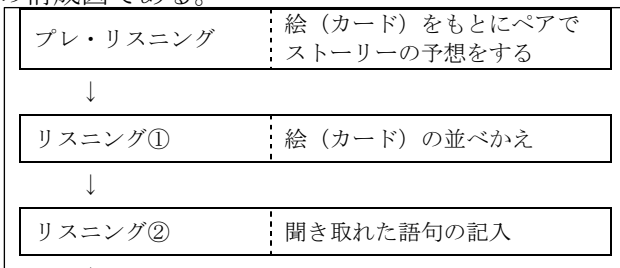 の構成図である。
プレ・リスニング 絵（カード）をもとにペアで
ストーリーの予想をする
↓
リスニング① 絵（カード）の並べかえ
↓
リスニング② 聞き取れた語句の記入